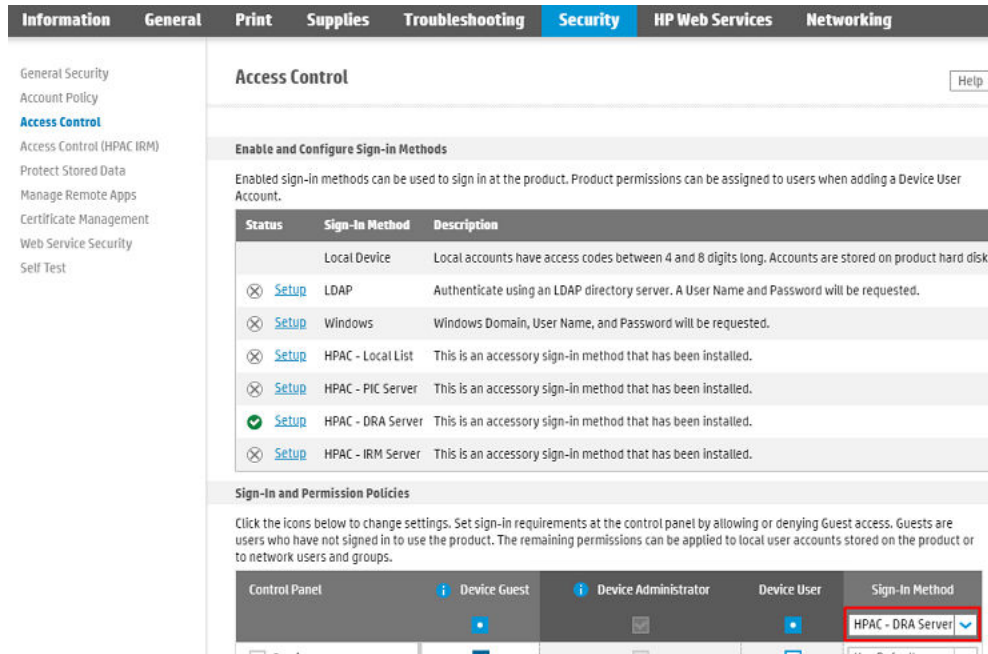 Information General Print Supplies Troubleshooting Security HP Web Services Networking
General Security
Account Policy
Access Control
Access Control (HPAC IRM)
Protect Stored Data
Manage Remote Apps
Certificate Management
Web Service Security
Self Test
Access Control
Help
Enable and Configure Sign-in Methods
Enabled sign-in methods can be used to sign in at the product. Product permissions can be assigned to users when adding a Device User
Account.
Status Sign-In Method Description
Local Device Local accounts have access codes between 4 and 8 digits long. Accounts are stored on product hard disk
Setup LDAP Authenticate using an LDAP directory server. A User Name and Password will be requested.
Setup Windows Windows Domain, User Name, and Password will be requested.
Setup HPAC - Local List This is an accessory sign-in method that has been installed.
Setup HPAC - PIC Server This is an accessory sign-in method that has been installed.
Setup HPAC - DRA Server This is an accessory sign-in method that has been installed.
Setup HPAC - IRM Server This is an accessory sign-in method that has been installed.
Sign-In and Permission Policies
Click the icons below to change settings. Set sign-in requirements at the control panel by allowing or denying Guest access. Guests are
users who have not signed in to use the product. The remaining permissions can be applied to local user accounts stored on the product or
to network users and groups.
Control Panel Device Guest Device Administrator Device User Sign-In Method
HPAC - DRA Server